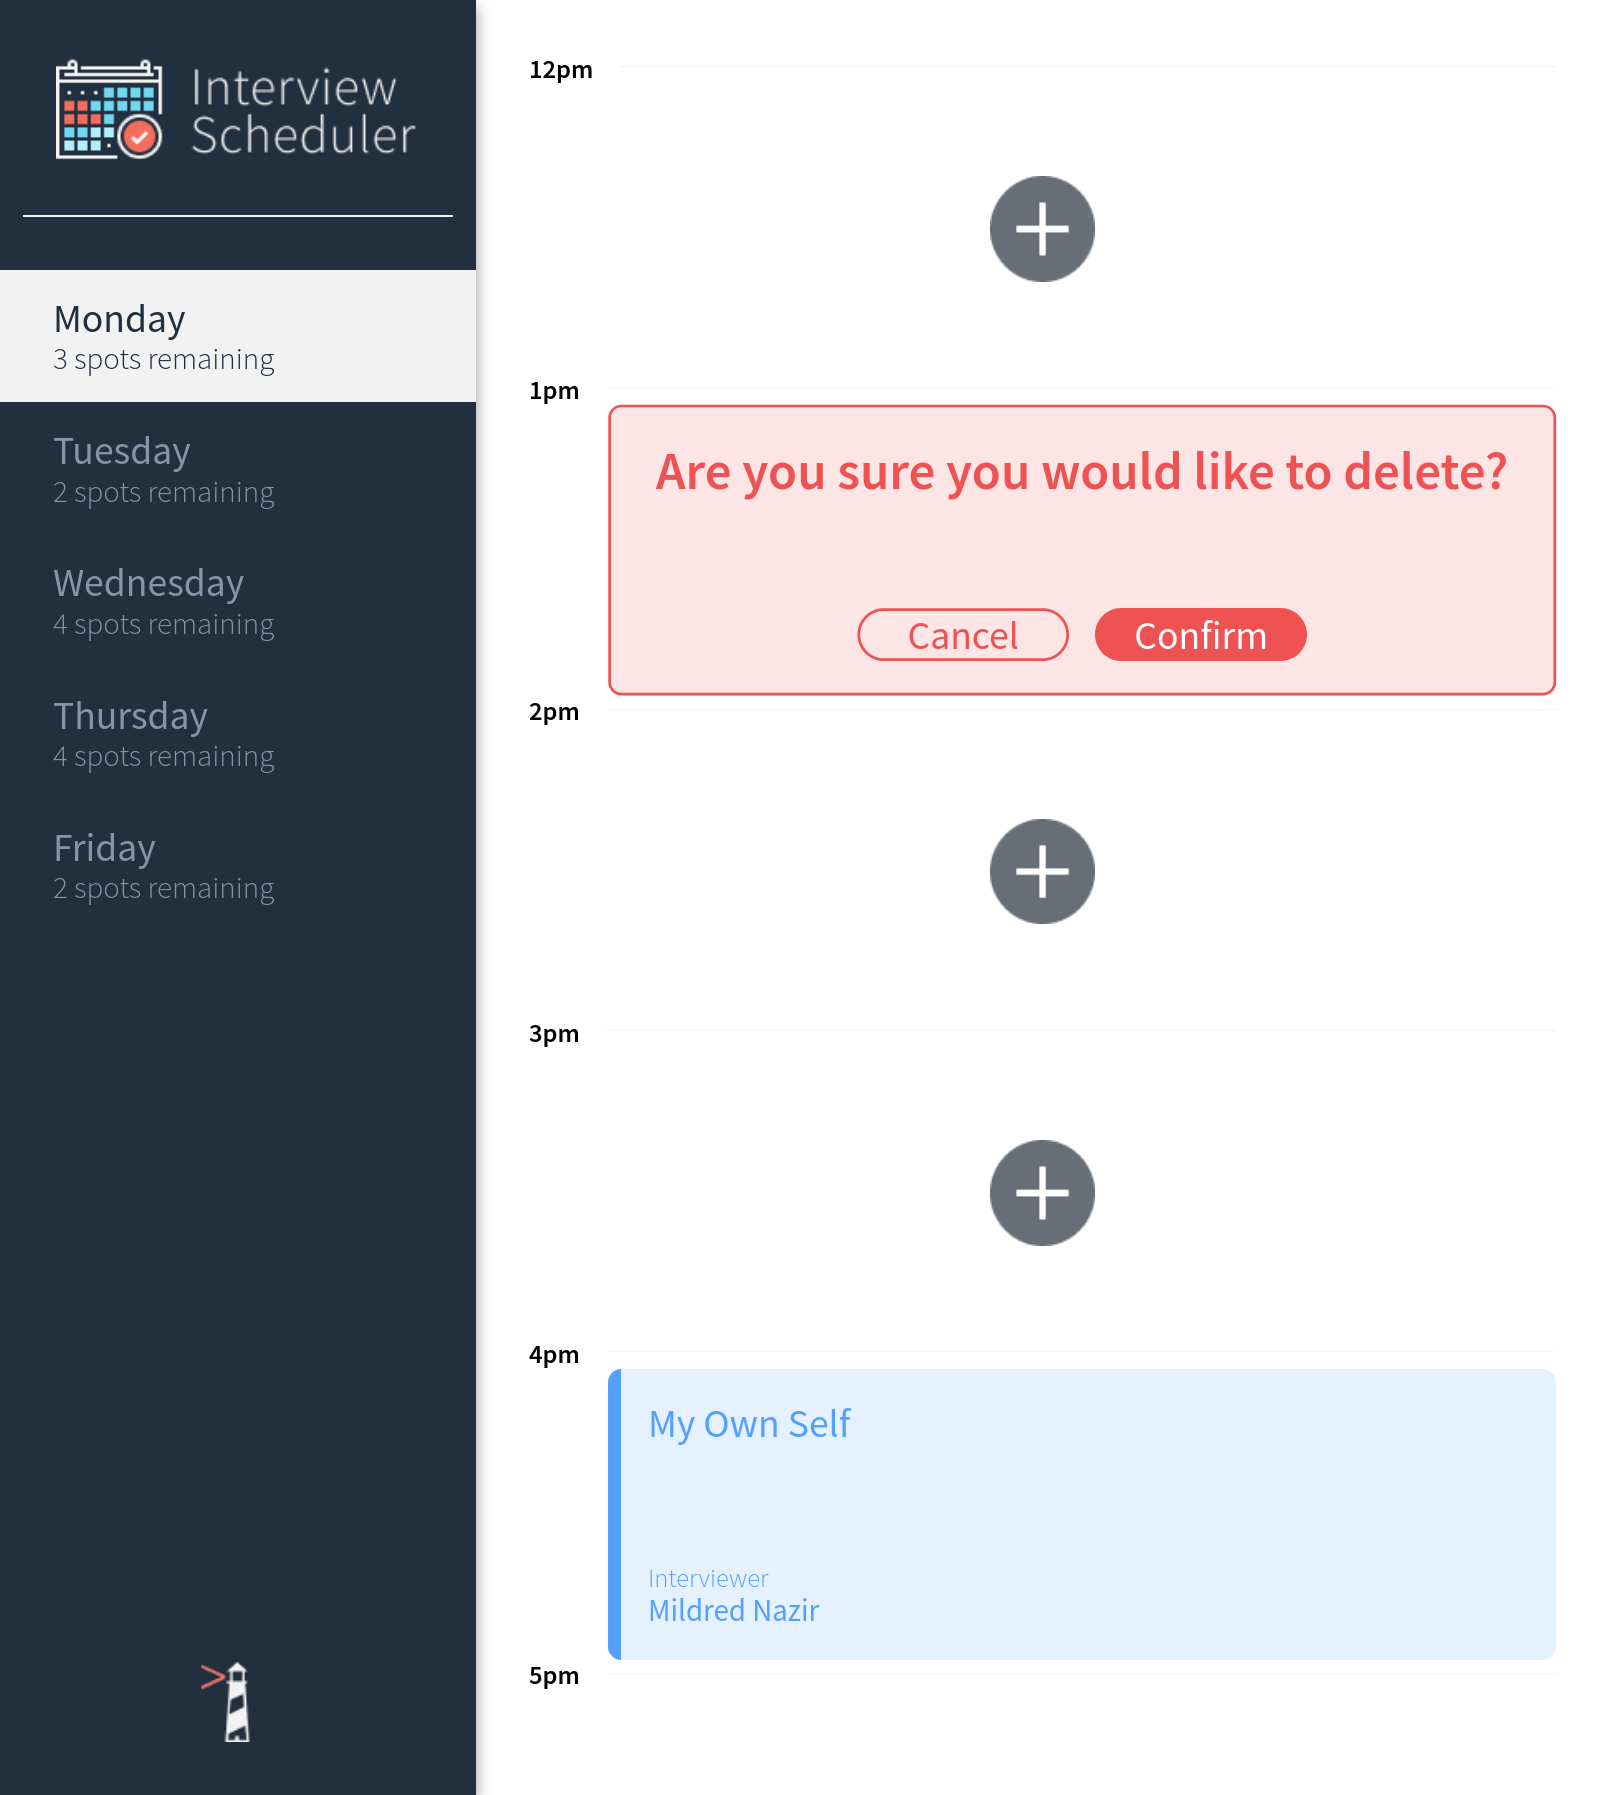 Interview
Scheduler
Monday
3 spots remaining
Tuesday
2 spots remaining
Wednesday
4 spots remaining
Thursday
4 spots remaining
Friday
2 spots remaining
12pm
1pm
Are you sure you would like to delete?
Cancel Confirm
2pm
3pm
4pm
My Own Self
Interviewer
Mildred Nazir
5pm